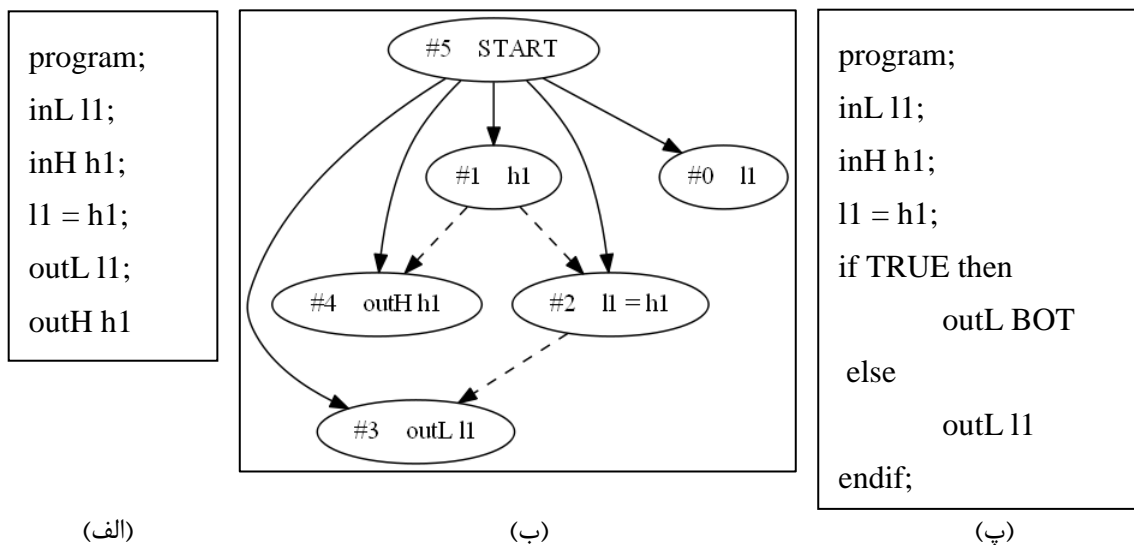 program;
inL l1;
inH h1;
l1 = h1;
outL l1;
outH h1
(الف)
#5 START
#1 h1
#0 l1
#4 outH h1
#2 l1 = h1
#3 outL l1
(ب)
program;
inL l1;
inH h1;
l1 = h1;
if TRUE then
outL BOT
else
outL l1
endif;
(پ)